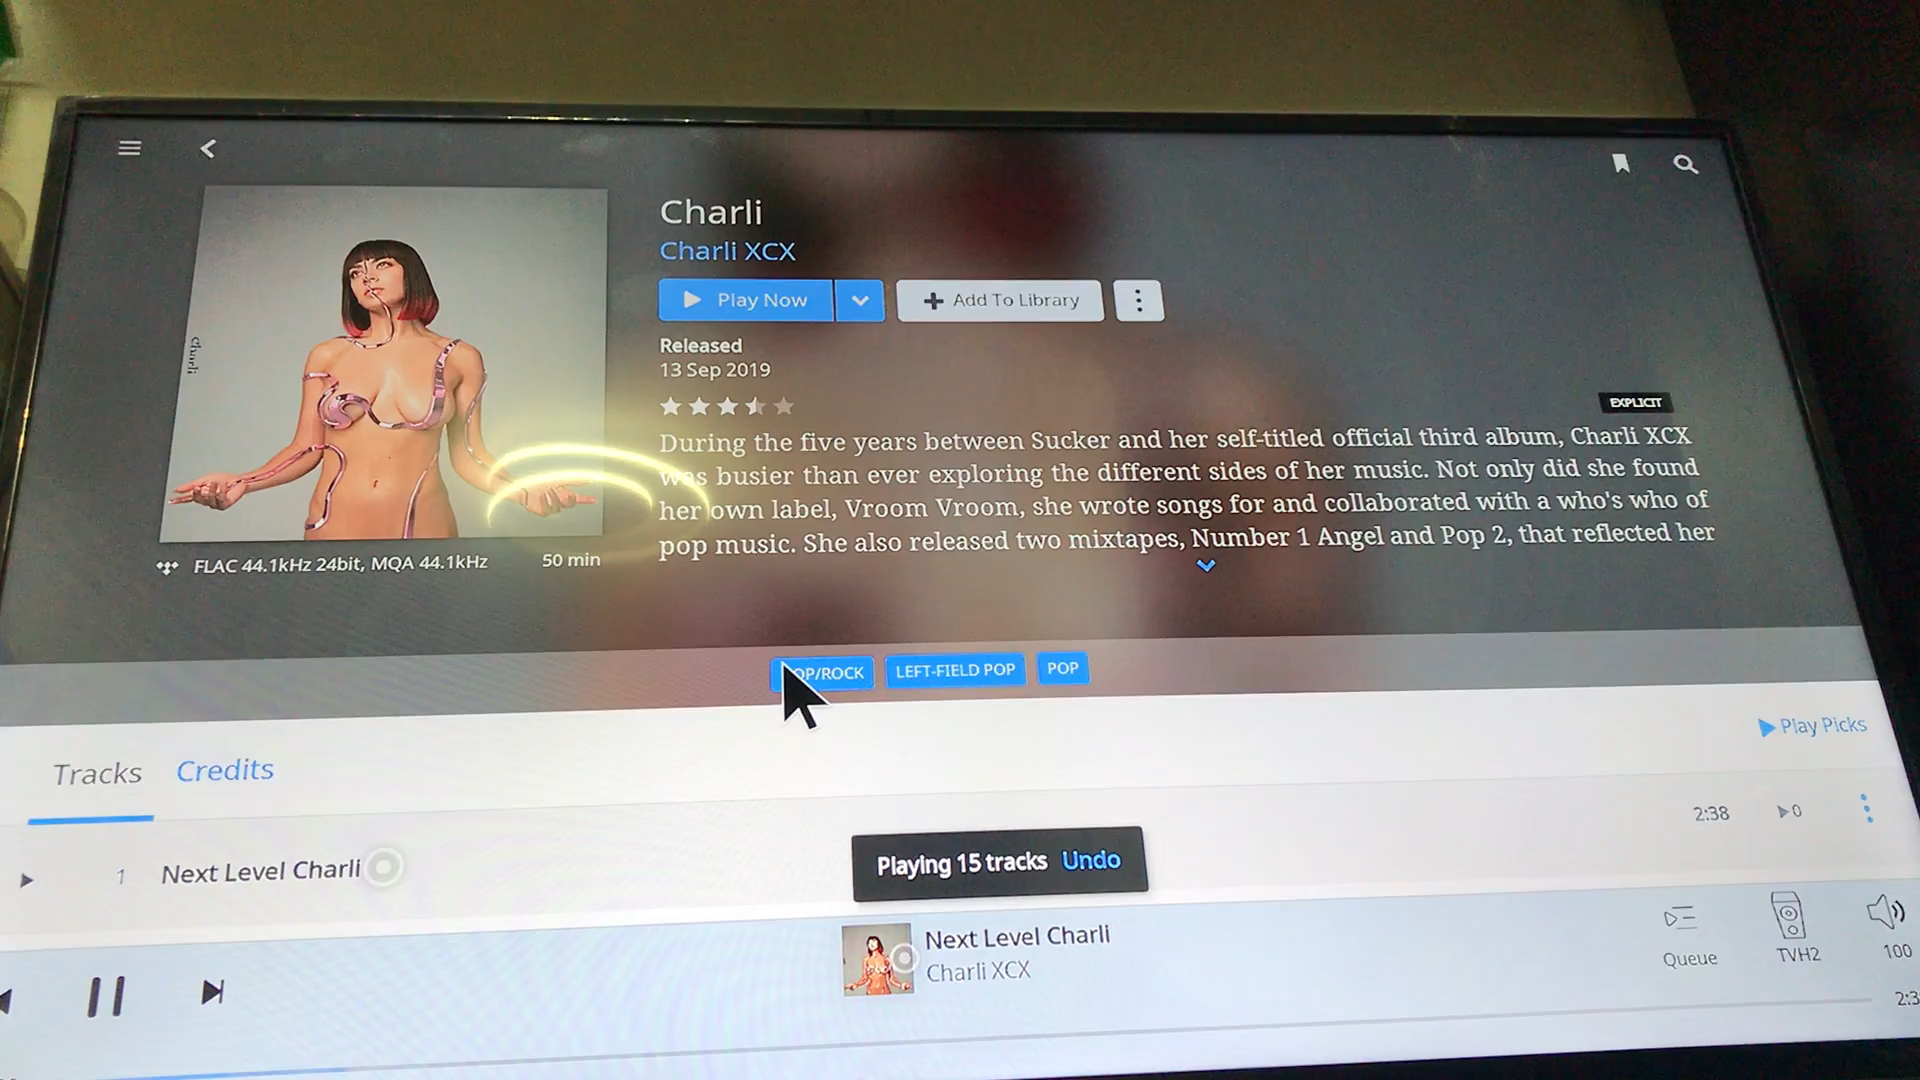 Charli
Charli XCX
Play Now
Add To Library
Released
13 Sep 2019
EXPLICIT
During the five years between Sucker and her self-titled official third album, Charli XCX
was busier than ever exploring the different sides of her music. Not only did she found
her own label, Vroom Vroom, she wrote songs for and collaborated with a who's who of
pop music. She also released two mixtapes, Number 1 Angel and Pop 2, that reflected her
Charli
FLAC 44.1kHz 24bit, MQA 44.1kHz 50 min
POP/ROCK LEFT-FIELD POP POP
Play Picks
Tracks Credits
1 Next Level Charli 2:38 0
Playing 15 tracks Undo
Next Level Charli
Charli XCX
Queue TVH2 100